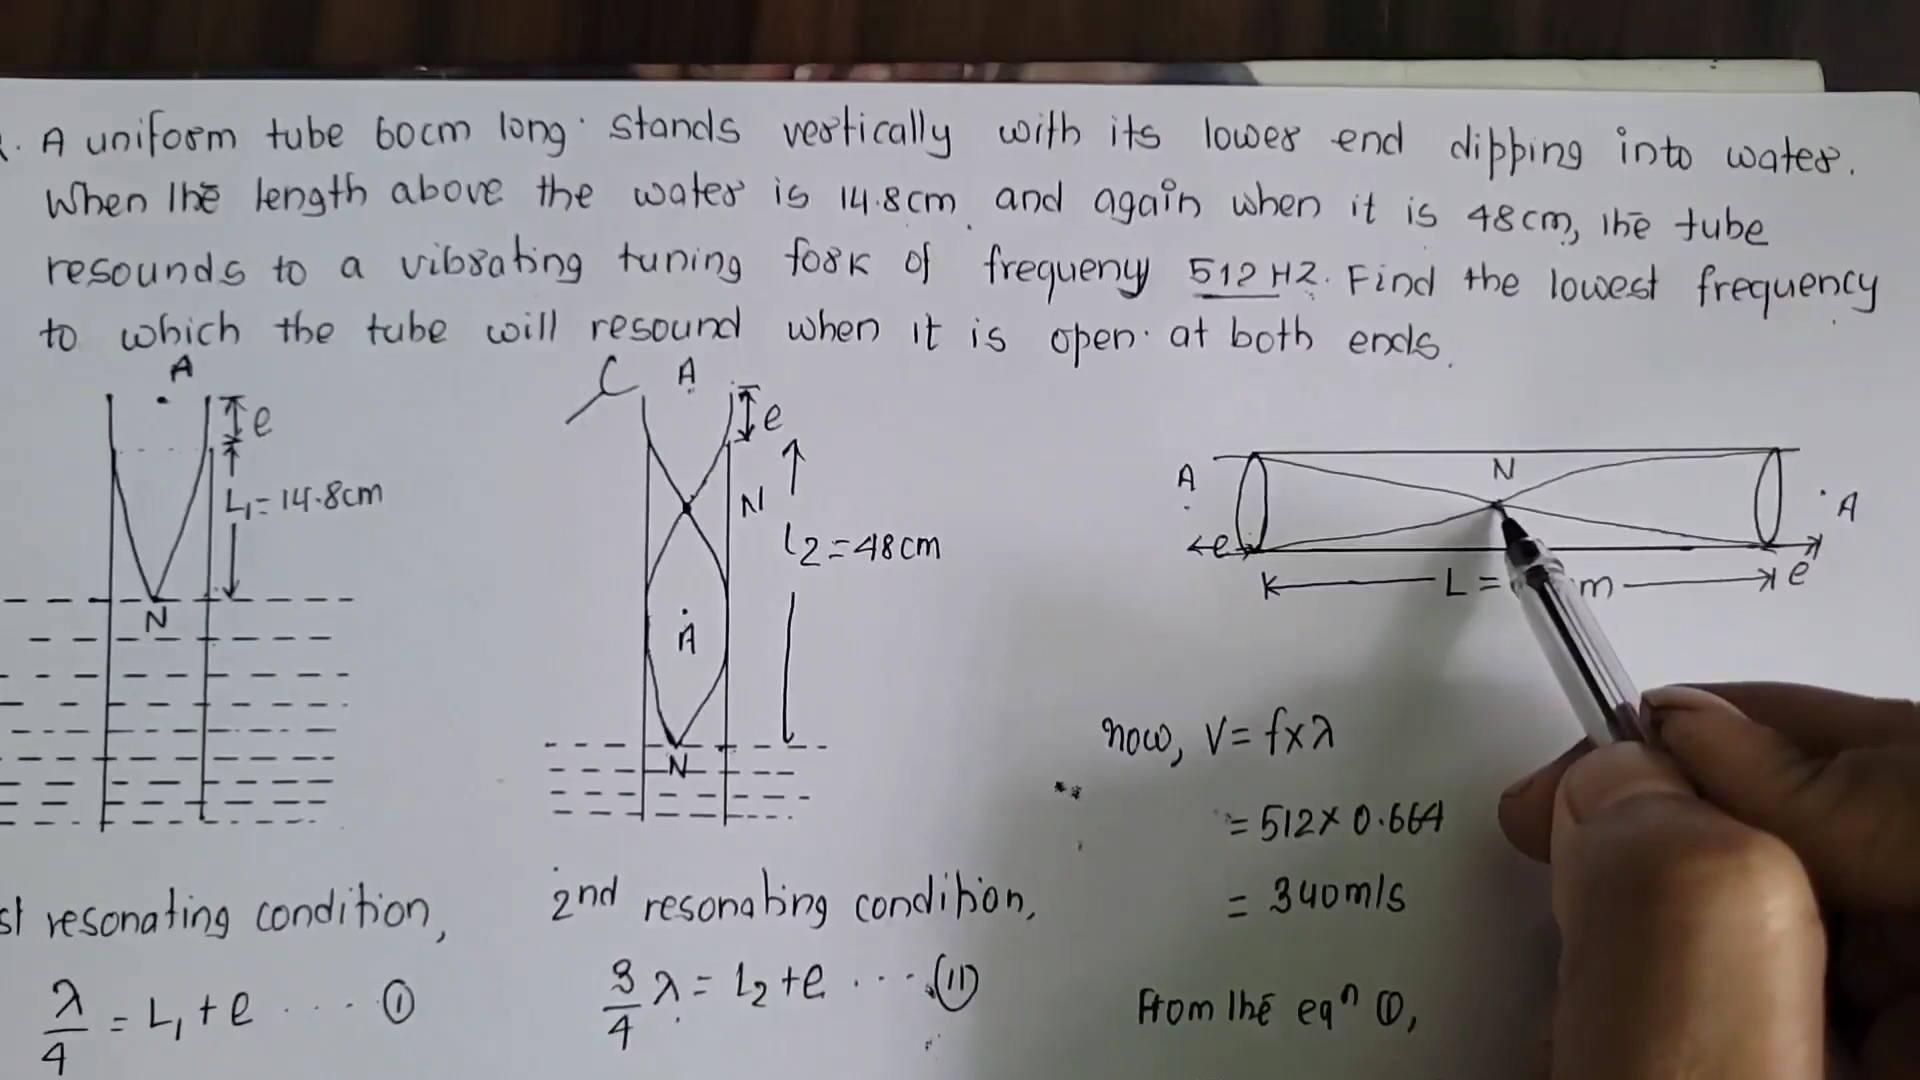 . A uniform tube 60cm long stands vertically with its lower end dipping into water.
When the length above the water is 14.8cm and again when it is 48cm, the tube
resounds to a vibrating tuning fork of frequeny 512 HZ. Find the lowest frequency
to which the tube will resound when it is open at both ends.
A
e
L₁=14.8cm
N
A
e
N
l2=48cm
A
N
A
N
A
e
L =
m
e
now, V= f×λ
= 512× 0.664
= 340m/s
From the eqⁿ ①,
st resonating condition,
λ/4 = L₁ + e .... ①
2nd resonating condition,
3/4 λ = L2 +e ....(11)